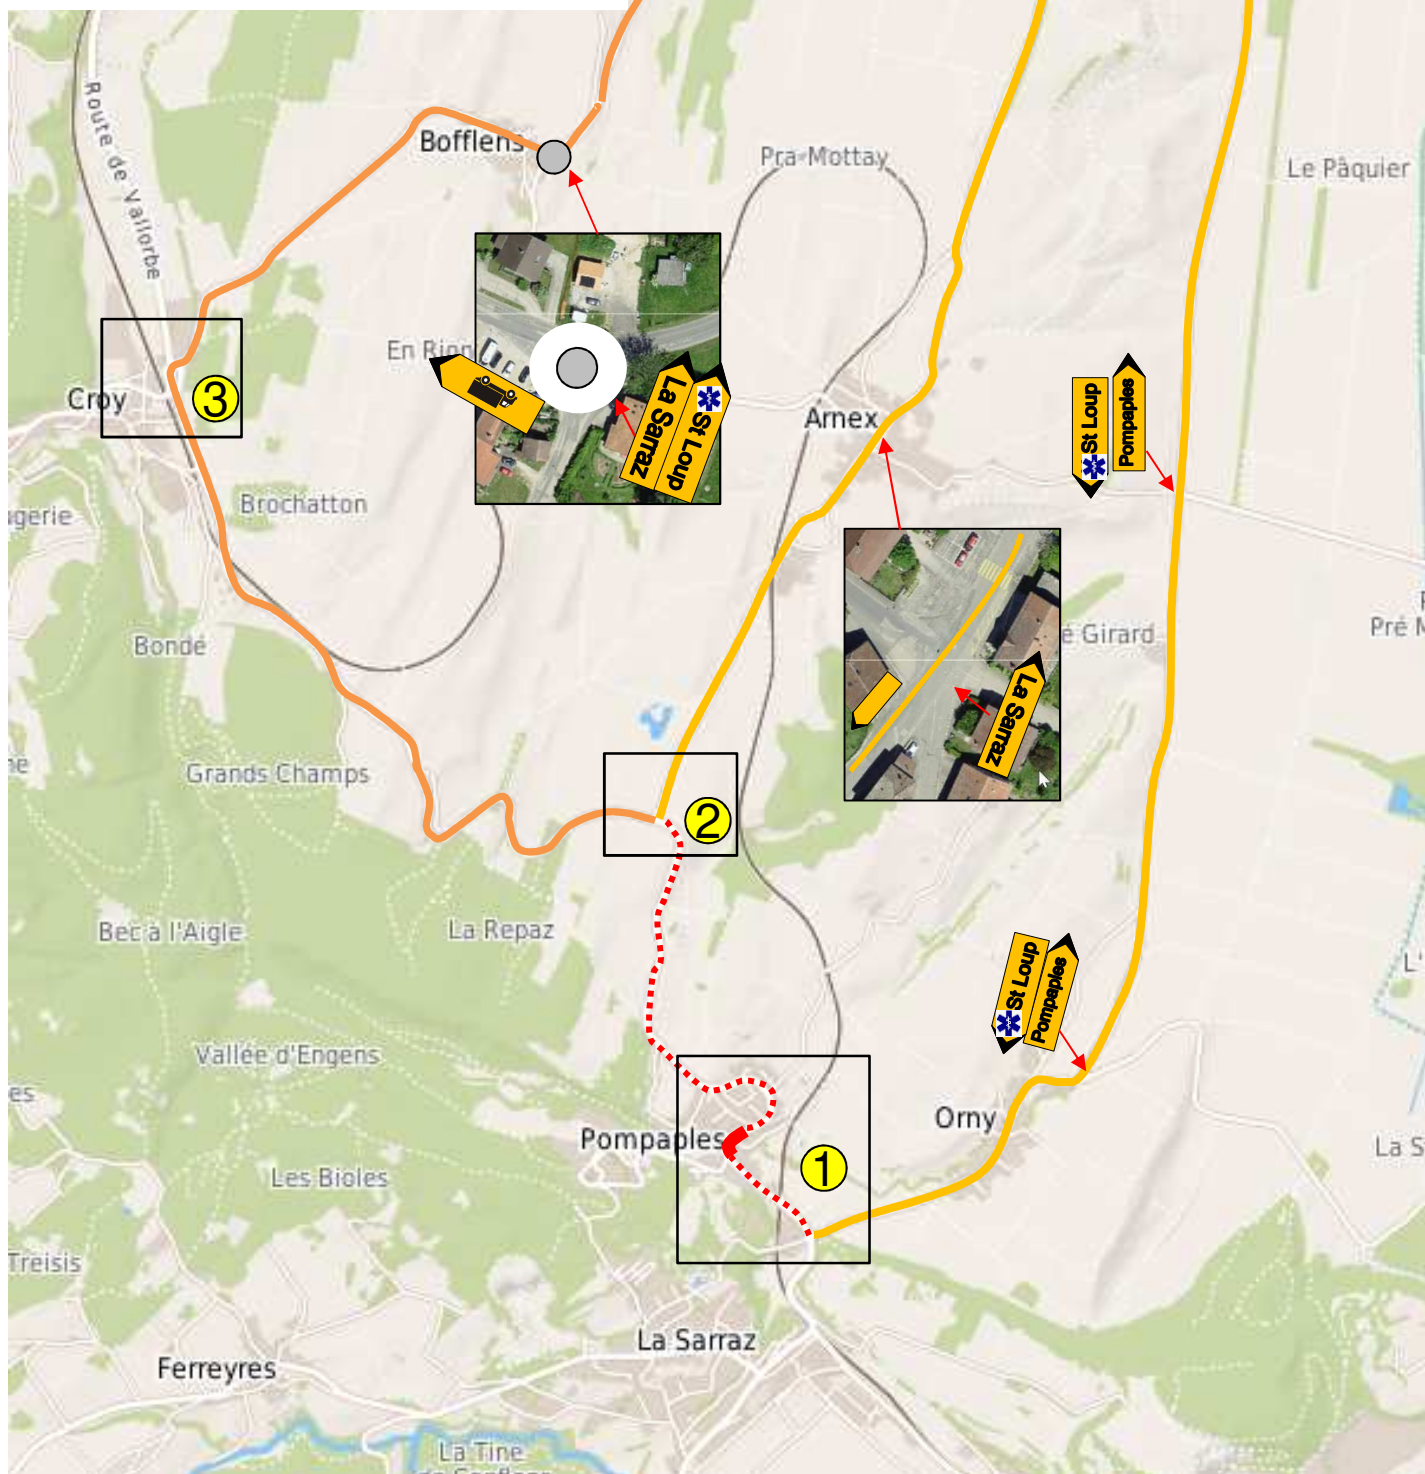 Route de Vallorbe
Bofflens
Pra-Mottay
Le Pâquier
En Rion
La Sarraz
St Loup
Croy
3
Arnex
St Loup
Pompaples
Brochatton
gerie
Bondé
é Girard
Pré M
La Sarraz
ne
Grands Champs
2
Bec à l'Aigle
La Repaz
St Loup
Pompaples
L'
Vallée d'Engens
es
Orny
Pompaples
La S
1
Les Bioles
Treisis
La Sarraz
Ferreyres
La Tine